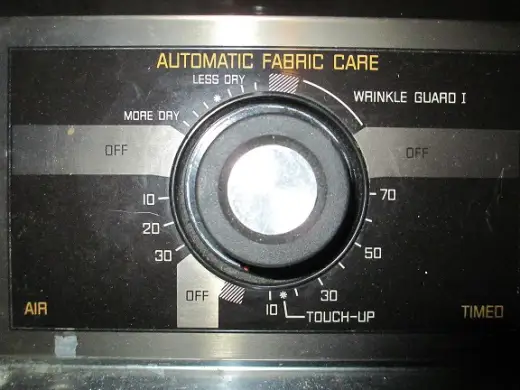 AUTOMATIC FABRIC CARE
LESS DRY
WRINKLE GUARD I
MORE DRY
OFF
OFF
10
70
20
30
50
OFF
30
10
TOUCH-UP
AIR
TIMED